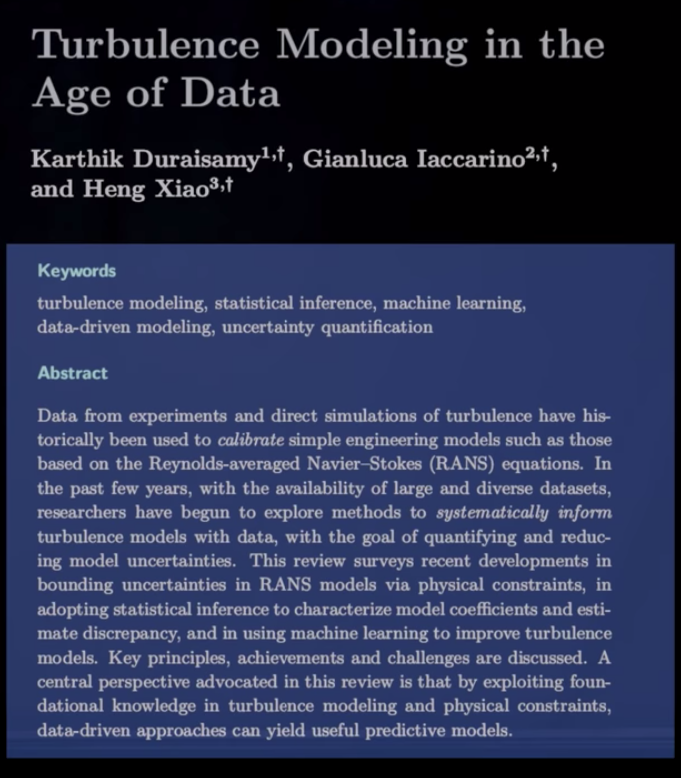 Turbulence Modeling in the
Age of Data
Karthik Duraisamy¹,†, Gianluca Iaccarino²,†,
and Heng Xiao³,†
Keywords
turbulence modeling, statistical inference, machine learning,
data-driven modeling, uncertainty quantification
Abstract
Data from experiments and direct simulations of turbulence have his-
torically been used to calibrate simple engineering models such as those
based on the Reynolds-averaged Navier–Stokes (RANS) equations. In
the past few years, with the availability of large and diverse datasets,
researchers have begun to explore methods to systematically inform
turbulence models with data, with the goal of quantifying and reduc-
ing model uncertainties. This review surveys recent developments in
bounding uncertainties in RANS models via physical constraints, in
adopting statistical inference to characterize model coefficients and esti-
mate discrepancy, and in using machine learning to improve turbulence
models. Key principles, achievements and challenges are discussed. A
central perspective advocated in this review is that by exploiting foun-
dational knowledge in turbulence modeling and physical constraints,
data-driven approaches can yield useful predictive models.